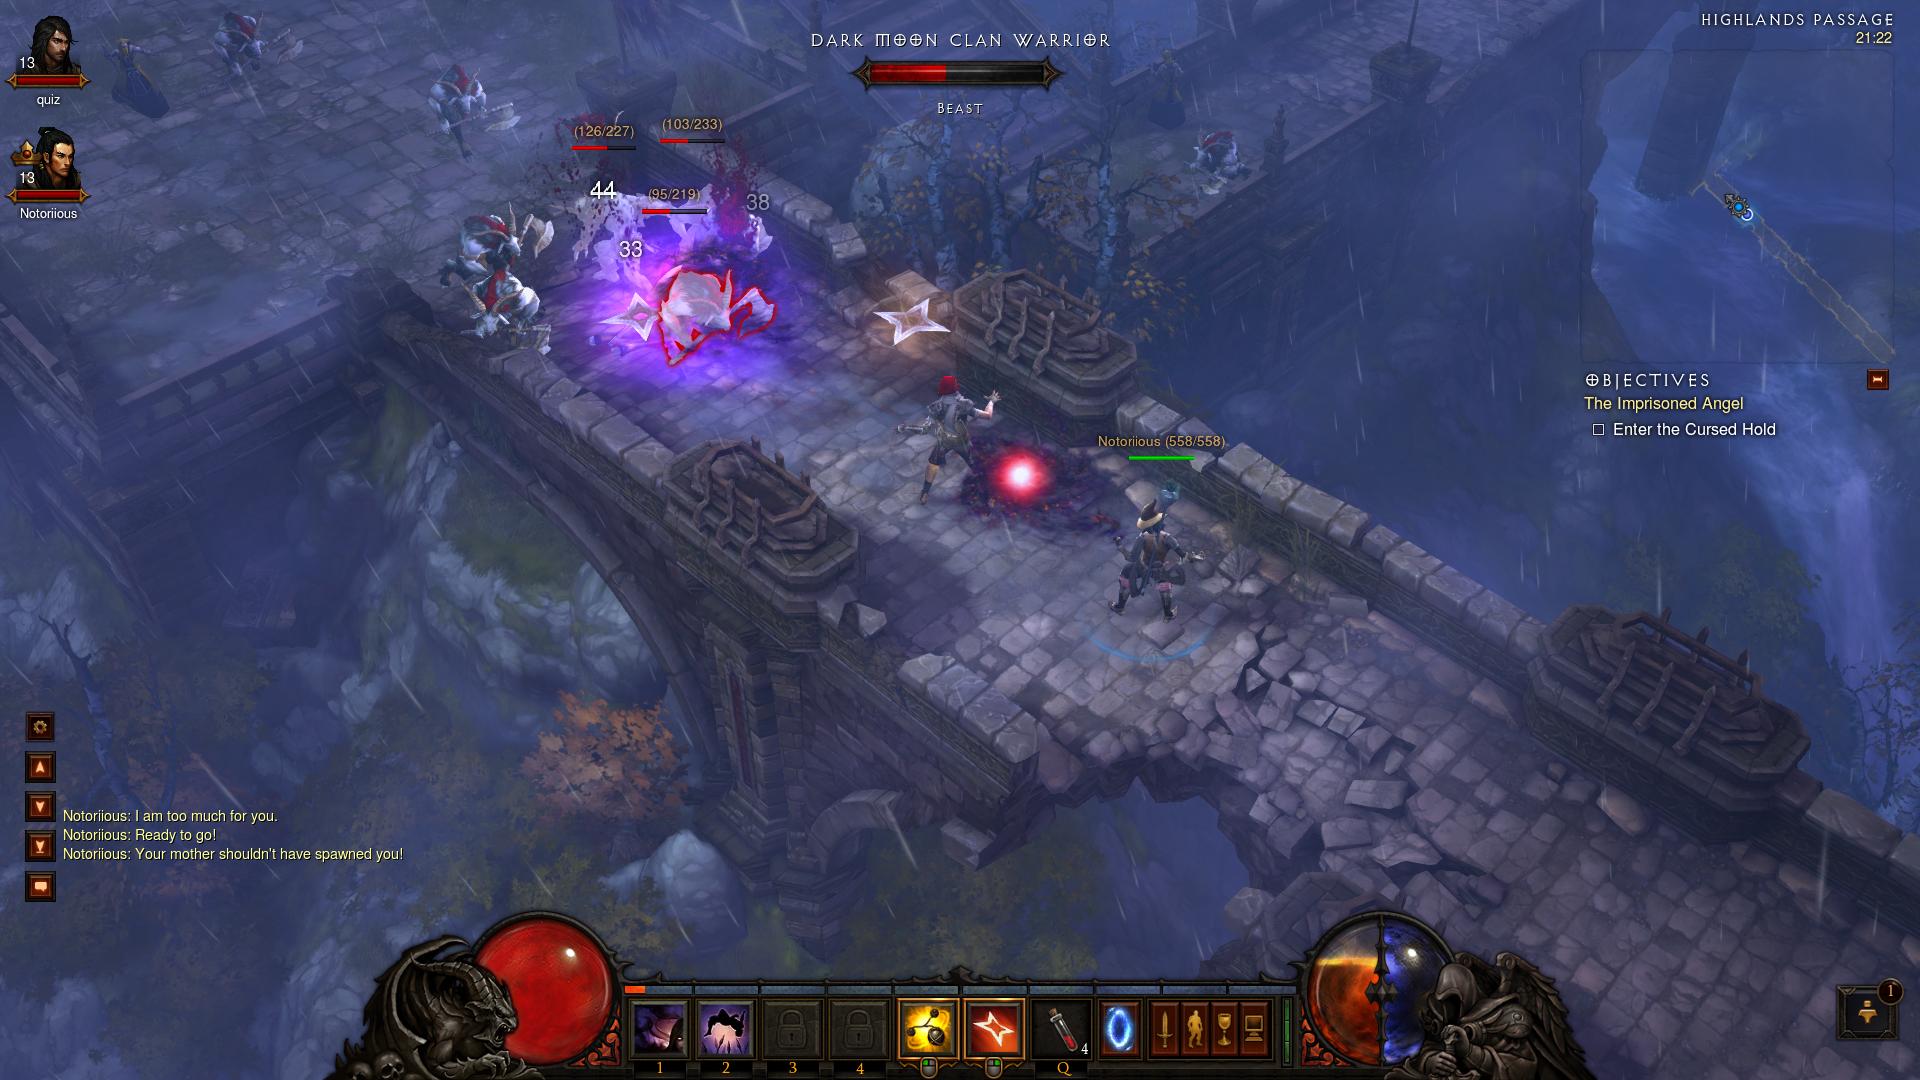 HIGHLANDS PASSAGE
21:22
DARK MOON CLAN WARRIOR
BEAST
13
quiz
13
Notoriious
(126/227)
(103/233)
44
(95/219)
38
33
OBJECTIVES
The Imprisoned Angel
Enter the Cursed Hold
Notoriious (558/558)
Notoriious: I am too much for you.
Notoriious: Ready to go!
Notoriious: Your mother shouldn't have spawned you!
4
1
1 2 3 4 Q